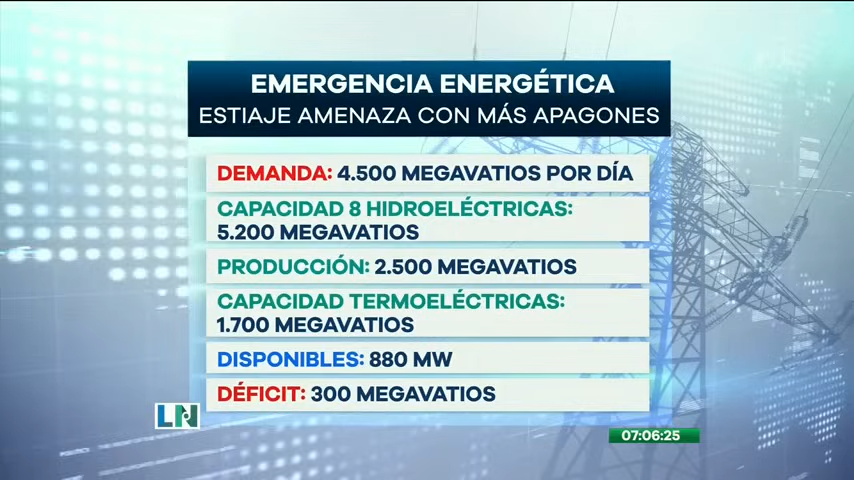 EMERGENCIA ENERGÉTICA
ESTIAJE AMENAZA CON MÁS APAGONES
DEMANDA: 4.500 MEGAVATIOS POR DÍA
CAPACIDAD 8 HIDROELÉCTRICAS:
5.200 MEGAVATIOS
PRODUCCIÓN: 2.500 MEGAVATIOS
CAPACIDAD TERMOELÉCTRICAS:
1.700 MEGAVATIOS
DISPONIBLES: 880 MW
DÉFICIT: 300 MEGAVATIOS
LN
07:06:25